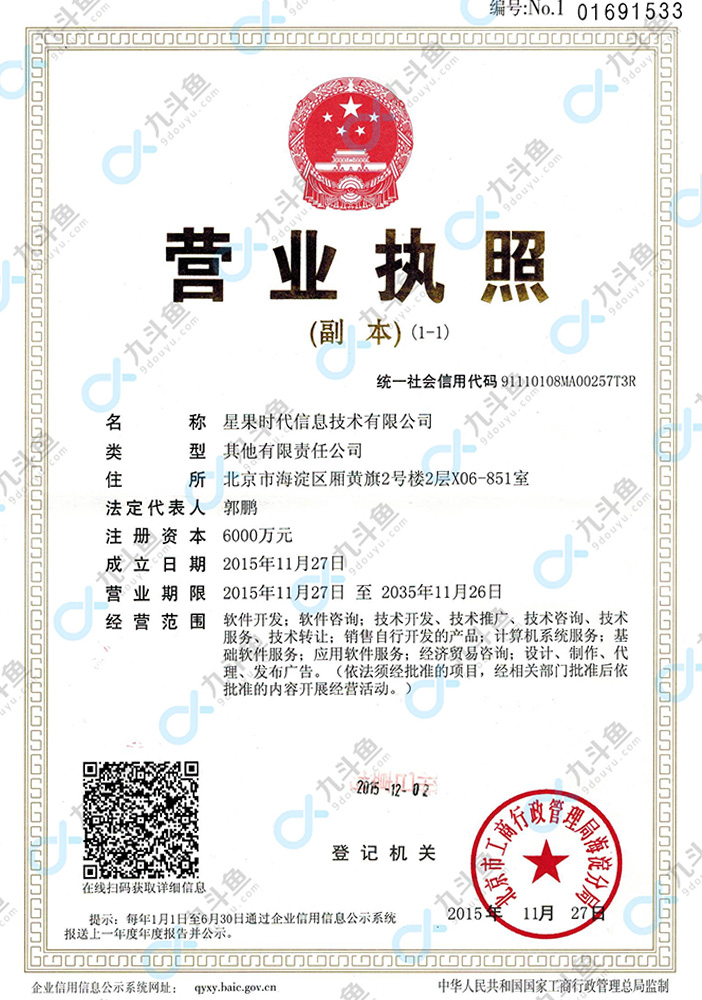 编号:No.1 01691533
营业执照
(副 本)(1-1)
统一社会信用代码 91110108MA00257T3R
名 称 星果时代信息技术有限公司
类 型 其他有限责任公司
住 所 北京市海淀区厢黄旗2号楼2层X06-851室
法定代表人 郭鹏
注 册 资 本 6000万元
成 立 日 期 2015年11月27日
营 业 期 限 2015年11月27日 至 2035年11月26日
经 营 范 围 软件开发；软件咨询；技术开发、技术推广、技术咨询、技术
服务、技术转让；销售自行开发的产品；计算机系统服务；基
础软件服务；应用软件服务；经济贸易咨询；设计、制作、代
理、发布广告。（依法须经批准的项目，经相关部门批准后依
批准的内容开展经营活动。）
2015-12-02
登 记 机 关
北京市工商行政管理局海淀分局
2015年 11月 27日
在线扫码获取详细信息
提示：每年1月1日至6月30日通过企业信用信息公示系统
报送上一年度年度报告并公示。
企业信用信息公示系统网址： qyxy.baic.gov.cn
中华人民共和国国家工商行政管理总局监制
九斗鱼
9douyu.com